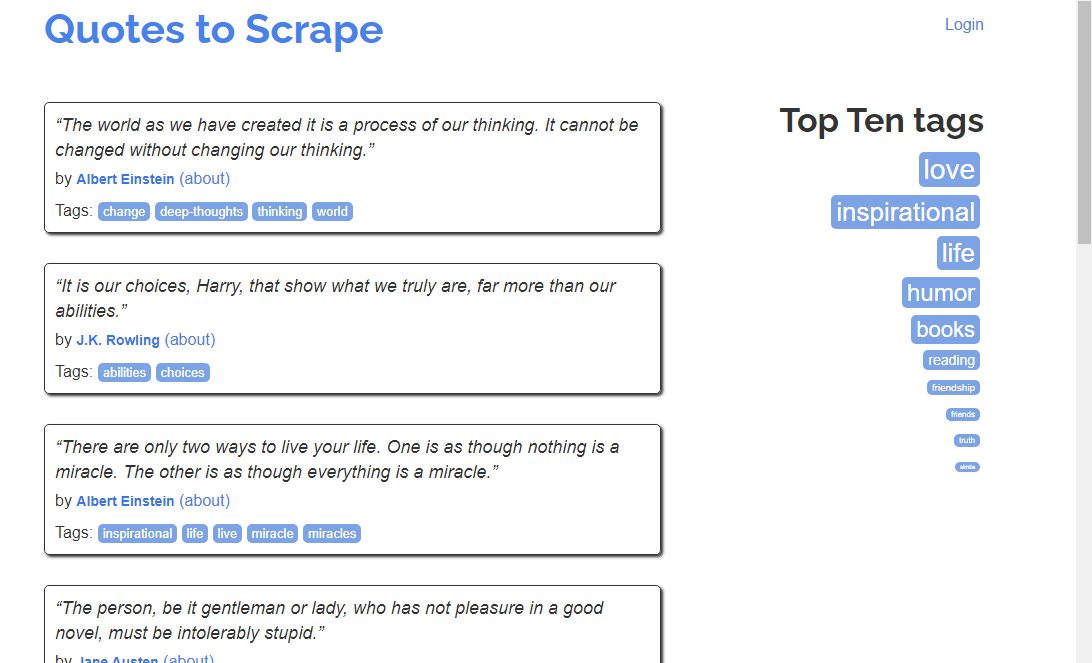 Quotes to Scrape
Login
“The world as we have created it is a process of our thinking. It cannot be
changed without changing our thinking.”
by Albert Einstein (about)
Tags: change deep-thoughts thinking world
“It is our choices, Harry, that show what we truly are, far more than our
abilities.”
by J.K. Rowling (about)
Tags: abilities choices
“There are only two ways to live your life. One is as though nothing is a
miracle. The other is as though everything is a miracle.”
by Albert Einstein (about)
Tags: inspirational life live miracle miracles
“The person, be it gentleman or lady, who has not pleasure in a good
novel, must be intolerably stupid.”
by Jane Austen (about)
Top Ten tags
love
inspirational
life
humor
books
reading
friendship
friends
truth
simile